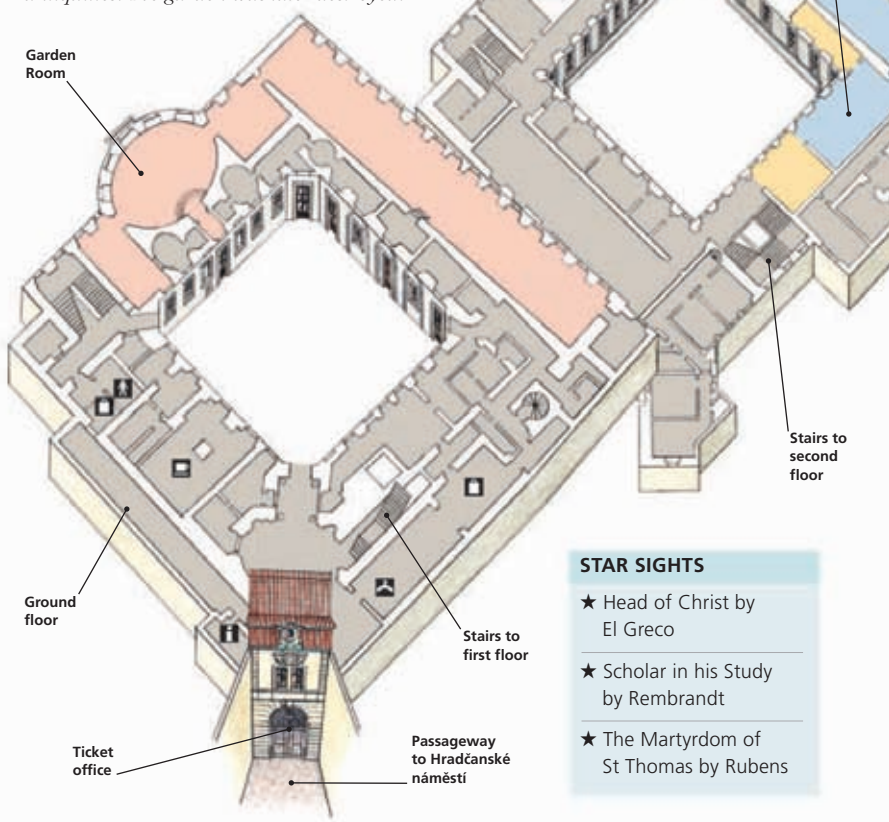 Garden
Room
Stairs to
second
floor
Ground
floor
Stairs to
first floor
Ticket
office
Passageway
to Hradčanské
náměstí
STAR SIGHTS
★ Head of Christ by
El Greco
★ Scholar in his Study
by Rembrandt
★ The Martyrdom of
St Thomas by Rubens